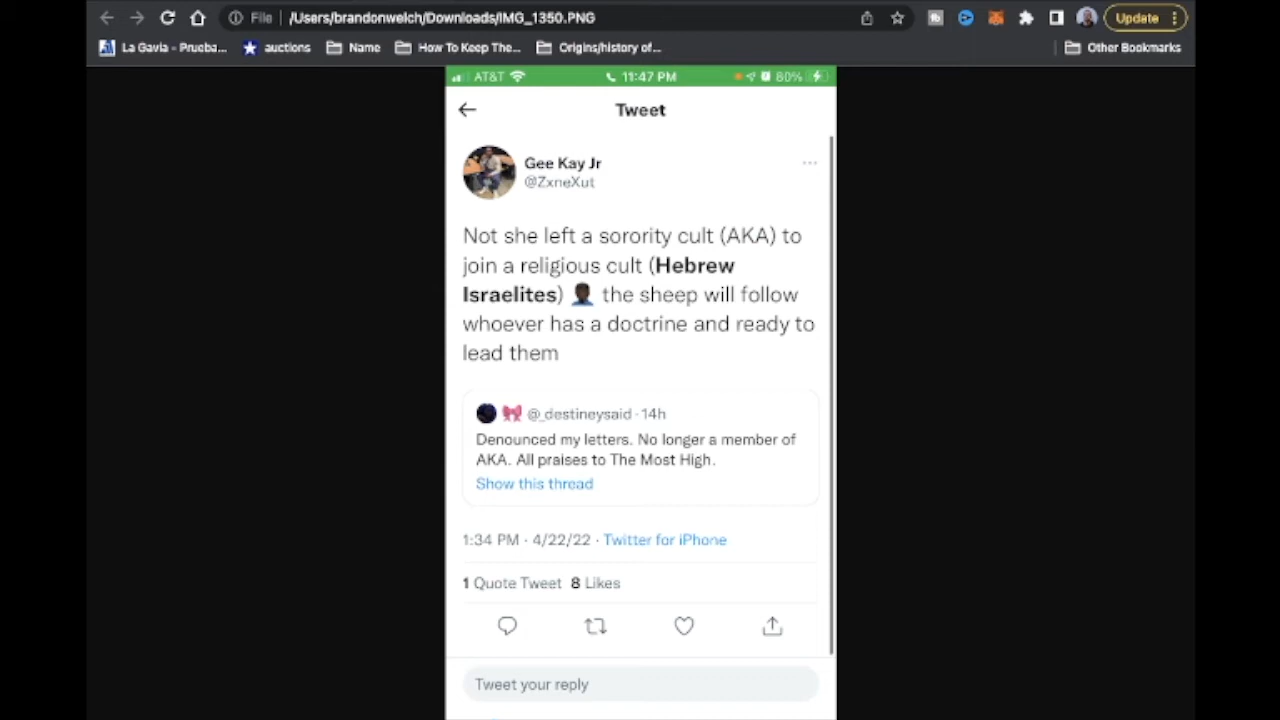 File | /Users/brandonwelch/Downloads/IMG_1350.PNG
Update
La Gavia - Prueba...
auctions
Name
How To Keep The...
Origins/history of...
Other Bookmarks
AT&T
11:47 PM
80%
Tweet
Gee Kay Jr
@ZxneXut
Not she left a sorority cult (AKA) to
join a religious cult (Hebrew
Israelites) 👤 the sheep will follow
whoever has a doctrine and ready to
lead them
@_destineysaid · 14h
Denounced my letters. No longer a member of
AKA. All praises to The Most High.
Show this thread
1:34 PM · 4/22/22 · Twitter for iPhone
1 Quote Tweet 8 Likes
Tweet your reply